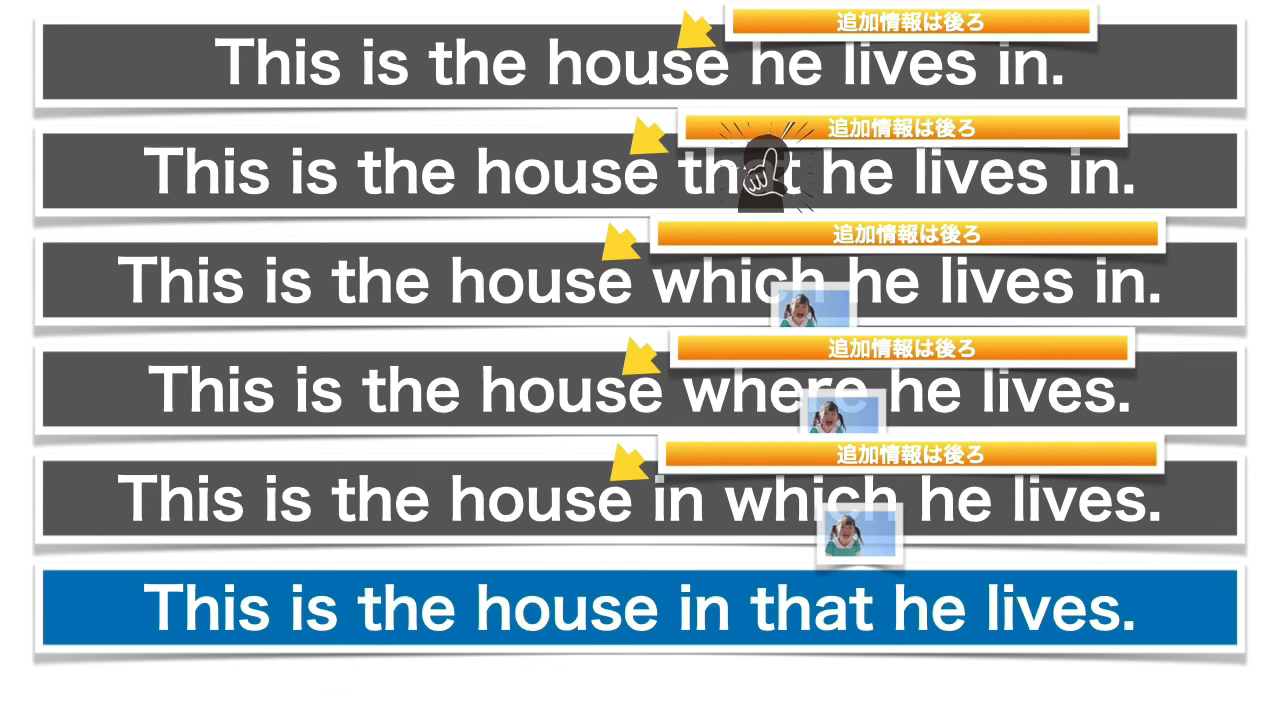 追加情報は後ろ
This is the house he lives in.
追加情報は後ろ
This is the house that he lives in.
追加情報は後ろ
This is the house which he lives in.
追加情報は後ろ
This is the house where he lives.
追加情報は後ろ
This is the house in which he lives.
This is the house in that he lives.